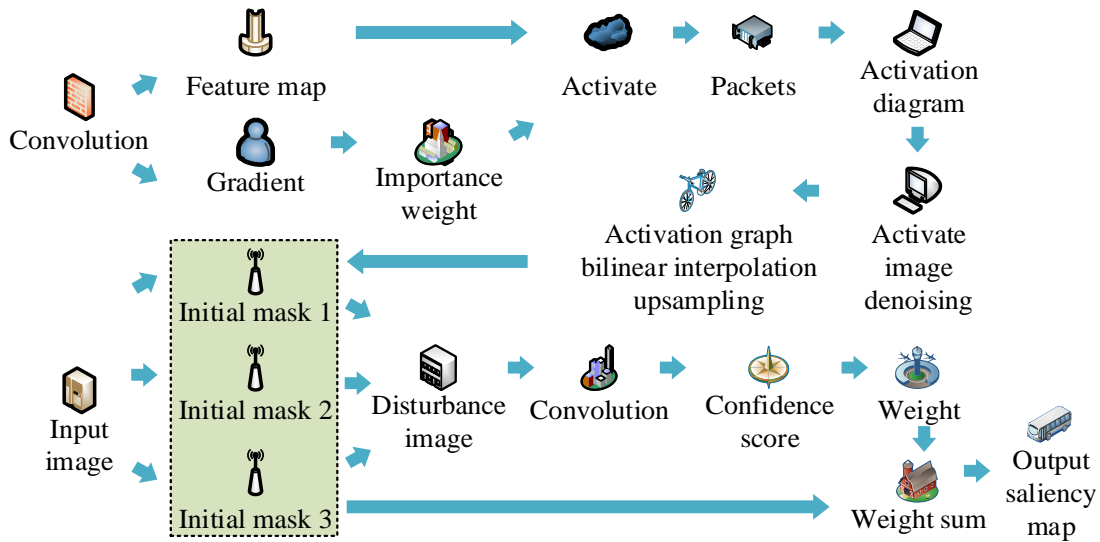 Feature map
Activate
Packets
Activation
diagram
Convolution
Gradient
Importance
weight
Activation graph
bilinear interpolation
upsampling
Activate
image
denoising
Initial mask 1
Initial mask 2
Initial mask 3
Input
image
Disturbance
image
Convolution
Confidence
score
Weight
Weight sum
Output
saliency
map